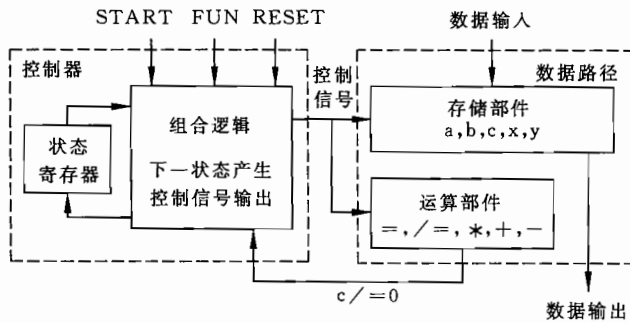 START FUN RESET
数据输入
控制器
控制
信号
数据路径
组合逻辑
下一状态产生
控制信号输出
状态
寄存器
存储部件
a,b,c,x,y
运算部件
=,/=,*,+,-
c/=0
数据输出